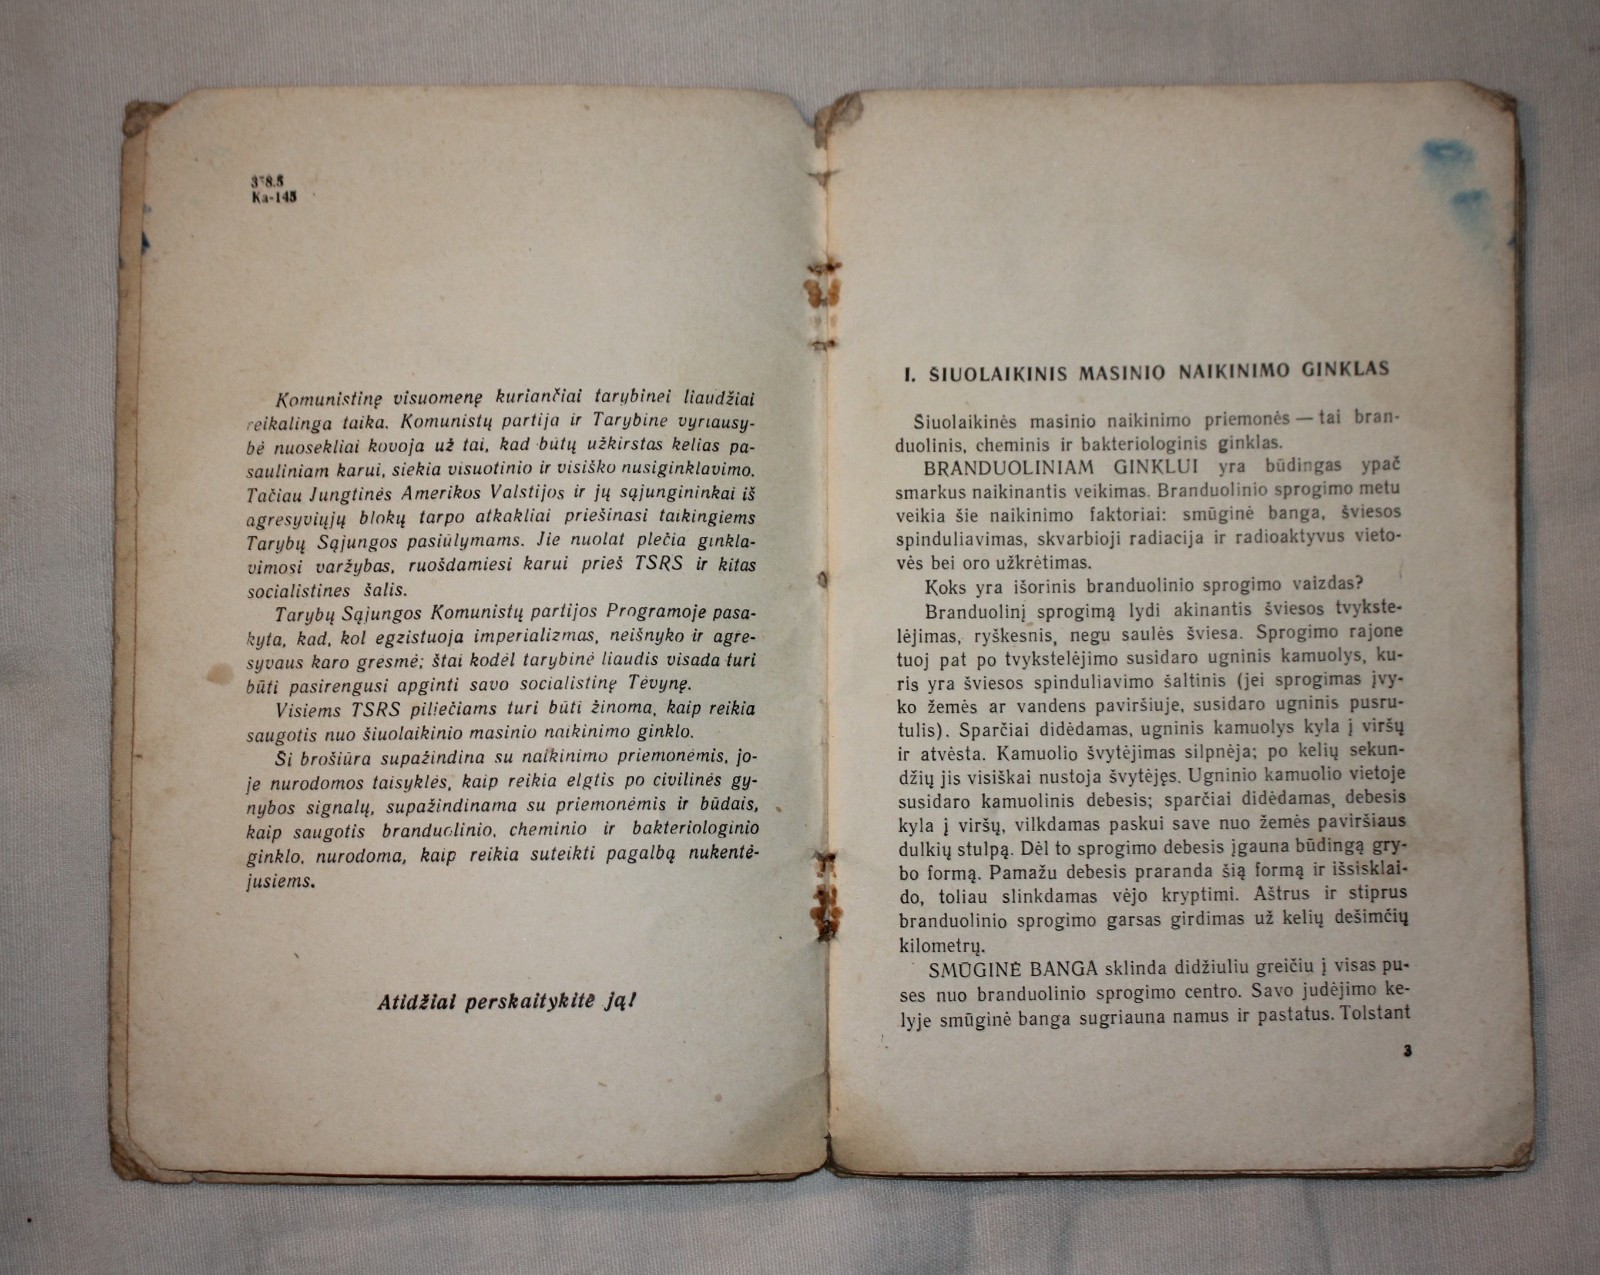 358.5
Ka-145
Komunistinę visuomenę kuriančiai tarybinei liaudžiai
reikalinga taika. Komunistų partija ir Tarybinė vyriausy-
bė nuosekliai kovoja už tai, kad būtų užkirstas kelias pa-
sauliniam karui, siekia visuotinio ir visiško nusiginklavimo.
Tačiau Jungtinės Amerikos Valstijos ir jų sąjungininkai iš
agresyviųjų blokų tarpo atkakliai priešinasi taikingiems
Tarybų Sąjungos pasiūlymams. Jie nuolat plečia ginkla-
vimosi varžybas, ruošdamiesi karui prieš TSRS ir kitas
socialistines šalis.
Tarybų Sąjungos Komunistų partijos Programoje pasa-
kyta, kad, kol egzistuoja imperializmas, neišnyko ir agre-
syvaus karo gresmė; štai kodėl tarybinė liaudis visada turi
būti pasirengusi apginti savo socialistinę Tėvynę.
Visiems TSRS piliečiams turi būti žinoma, kaip reikia
saugotis nuo šiuolaikinio masinio naikinimo ginklo.
Ši brošiūra supažindina su naikinimo priemonėmis, jo-
je nurodomos taisyklės, kaip reikia elgtis po civilinės gy-
nybos signalų, supažindinama su priemonėmis ir būdais,
kaip saugotis branduolinio, cheminio ir bakteriologinio
ginklo, nurodoma, kaip reikia suteikti pagalbą nukentė-
jusiems.
Atidžiai perskaitykite ją!
I. ŠIUOLAIKINIS MASINIO NAIKINIMO GINKLAS
Šiuolaikinės masinio naikinimo priemonės — tai bran-
duolinis, cheminis ir bakteriologinis ginklas.
BRANDUOLINIAM GINKLUI yra būdingas ypač
smarkus naikinantis veikimas. Branduolinio sprogimo metu
veikia šie naikinimo faktoriai: smūginė banga, šviesos
spinduliavimas, skvarbioji radiacija ir radioaktyvus vieto-
vės bei oro užkrėtimas.
Koks yra išorinis branduolinio sprogimo vaizdas?
Branduolinį sprogimą lydi akinantis šviesos tvykste-
lėjimas, ryškesnis, negu saulės šviesa. Sprogimo rajone
tuoj pat po tvykstelėjimo susidaro ugninis kamuolys, ku-
ris yra šviesos spinduliavimo šaltinis (jei sprogimas įvy-
ko žemės ar vandens paviršiuje, susidaro ugninis pusru-
tulis). Sparčiai didėdamas, ugninis kamuolys kyla į viršų
ir atvėsta. Kamuolio švytėjimas silpnėja; po kelių sekun-
džių jis visiškai nustoja švytėjęs. Ugninio kamuolio vietoje
susidaro kamuolinis debesis; sparčiai didėdamas, debesis
kyla į viršų, vilkdamas paskui save nuo žemės paviršiaus
dulkių stulpą. Dėl to sprogimo debesis įgauna būdingą gry-
bo formą. Pamažu debesis praranda šią formą ir išsisklai-
do, toliau slinkdamas vėjo kryptimi. Aštrus ir stiprus
branduolinio sprogimo garsas girdimas už kelių dešimčių
kilometrų.
SMŪGINĖ BANGA sklinda didžiuliu greičiu į visas pu-
ses nuo branduolinio sprogimo centro. Savo judėjimo ke-
lyje smūginė banga sugriauna namus ir pastatus. Tolstant
3